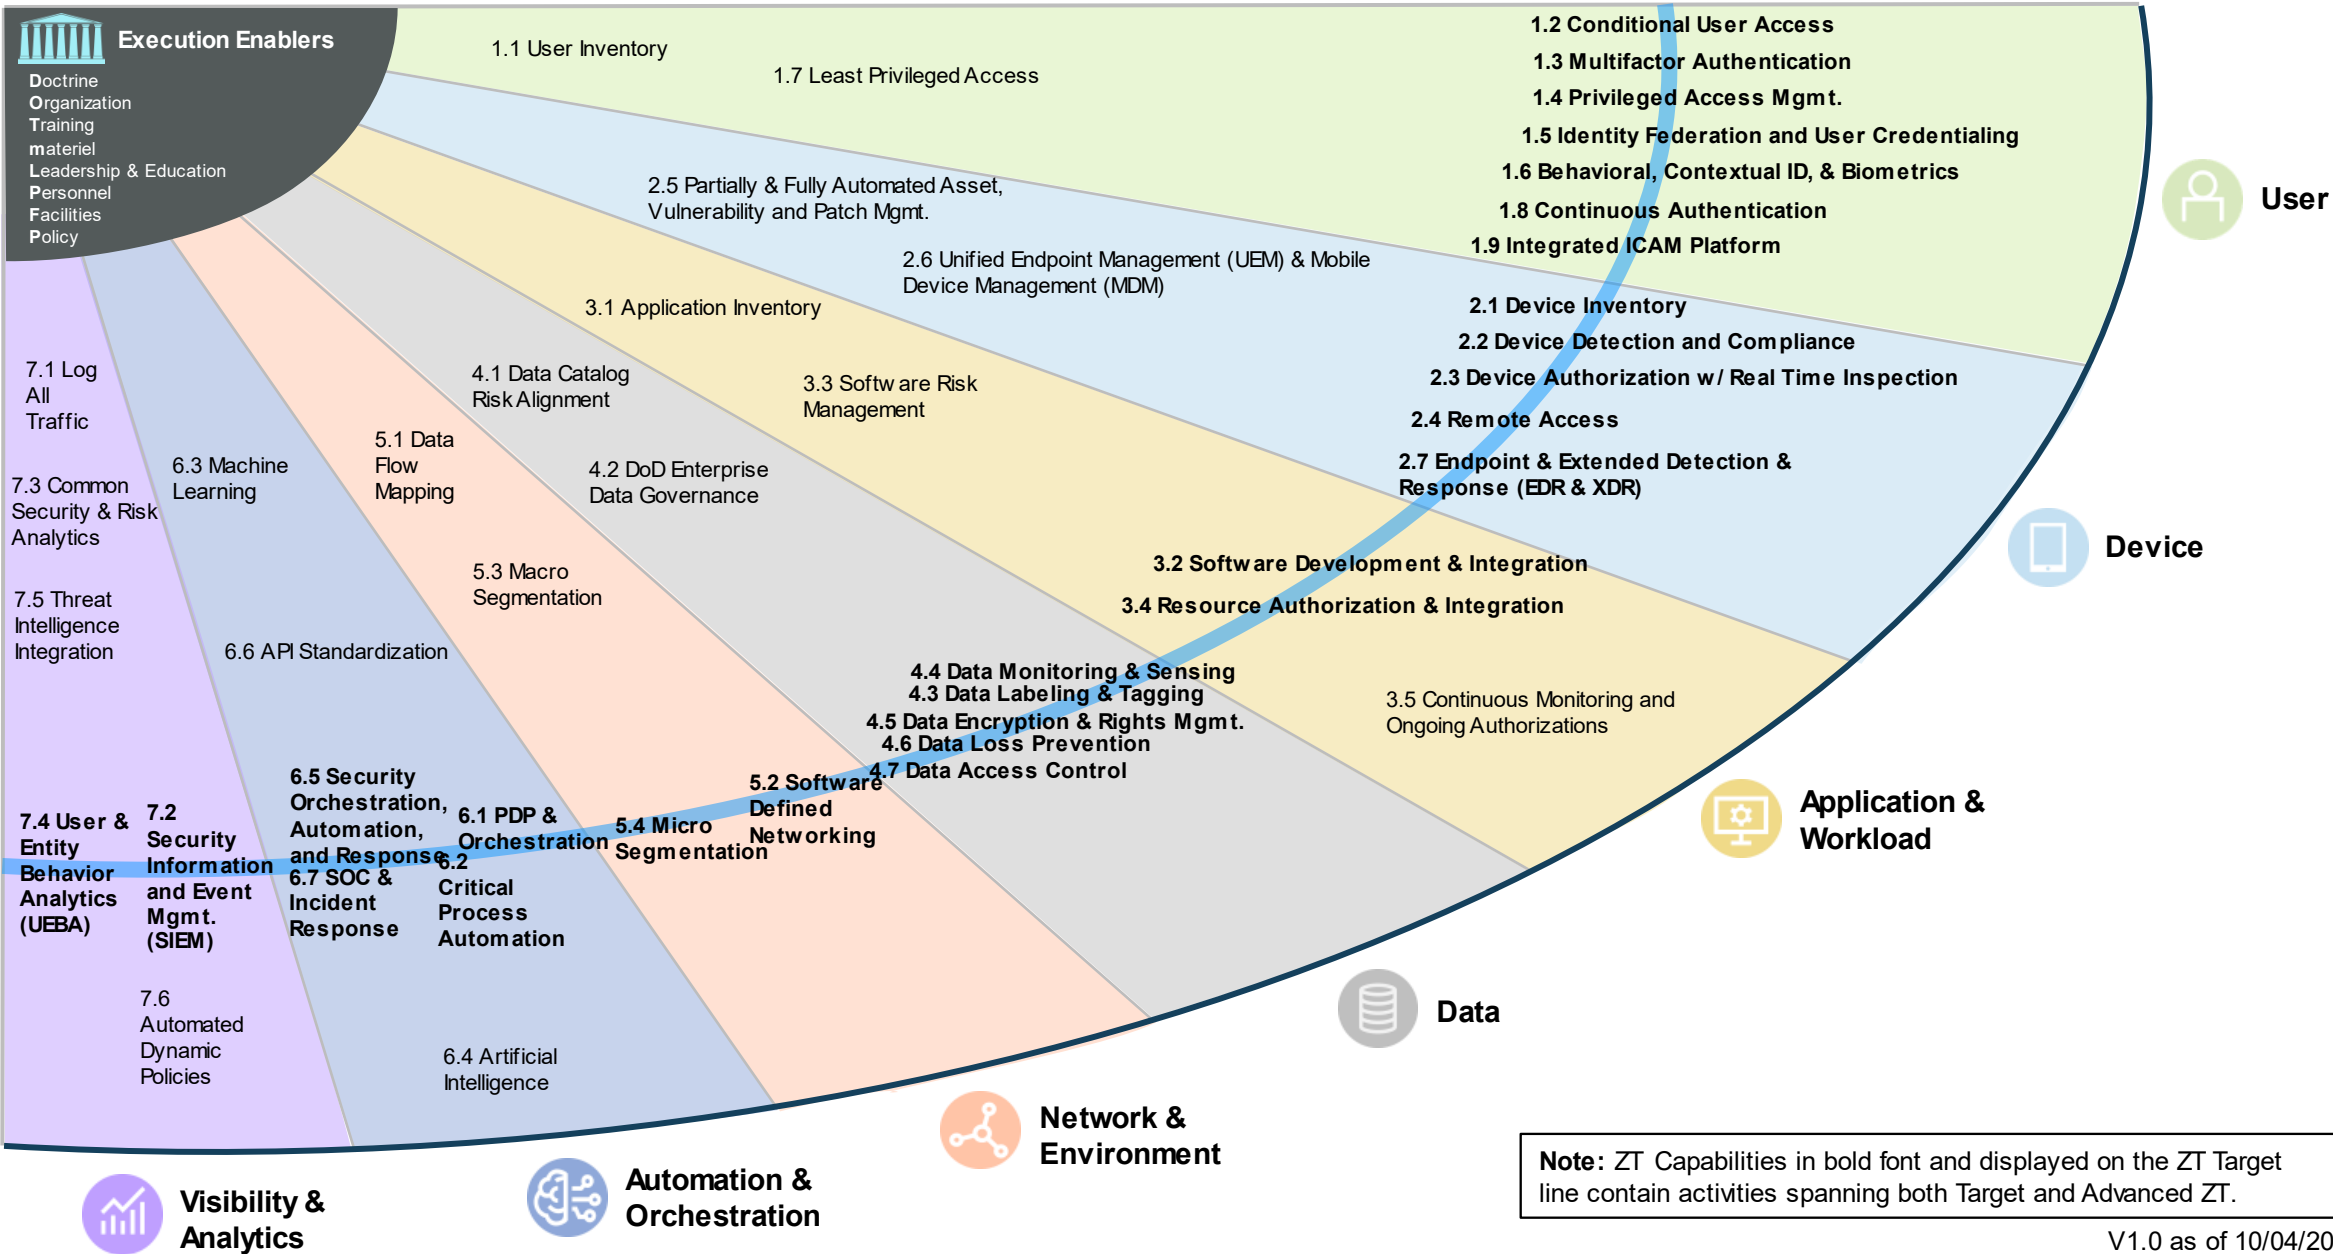 Execution Enablers
Doctrine
Organization
Training
materiel
Leadership & Education
Personnel
Facilities
Policy
1.1 User Inventory
1.7 Least Privileged Access
1.2 Conditional User Access
1.3 Multifactor Authentication
1.4 Privileged Access Mgmt.
1.5 Identity Federation and User Credentialing
1.6 Behavioral, Contextual ID, & Biometrics
1.8 Continuous Authentication
1.9 Integrated ICAM Platform
User
2.5 Partially & Fully Automated Asset,
Vulnerability and Patch Mgmt.
2.6 Unified Endpoint Management (UEM) & Mobile
Device Management (MDM)
2.1 Device Inventory
2.2 Device Detection and Compliance
2.3 Device Authorization w/ Real Time Inspection
2.4 Remote Access
2.7 Endpoint & Extended Detection &
Response (EDR & XDR)
Device
3.1 Application Inventory
3.3 Software Risk
Management
3.2 Software Development & Integration
3.4 Resource Authorization & Integration
3.5 Continuous Monitoring and
Ongoing Authorizations
Application &
Workload
4.1 Data Catalog
Risk Alignment
4.2 DoD Enterprise
Data Governance
4.4 Data Monitoring & Sensing
4.3 Data Labeling & Tagging
4.5 Data Encryption & Rights Mgmt.
4.6 Data Loss Prevention
4.7 Data Access Control
Data
5.1 Data
Flow
Mapping
5.3 Macro
Segmentation
5.2 Software
Defined
Networking
5.4 Micro
Segmentation
Network &
Environment
6.3 Machine
Learning
6.6 API Standardization
6.5 Security
Orchestration,
Automation,
and Response
6.1 PDP &
Orchestration
6.7 SOC &
Incident
Response
6.2
Critical
Process
Automation
6.4 Artificial
Intelligence
Automation &
Orchestration
7.1 Log
All
Traffic
7.3 Common
Security & Risk
Analytics
7.5 Threat
Intelligence
Integration
7.4 User &
Entity
Behavior
Analytics
(UEBA)
7.2
Security
Information
and Event
Mgmt.
(SIEM)
7.6
Automated
Dynamic
Policies
Visibility &
Analytics
Note: ZT Capabilities in bold font and displayed on the ZT Target
line contain activities spanning both Target and Advanced ZT.
V1.0 as of 10/04/20